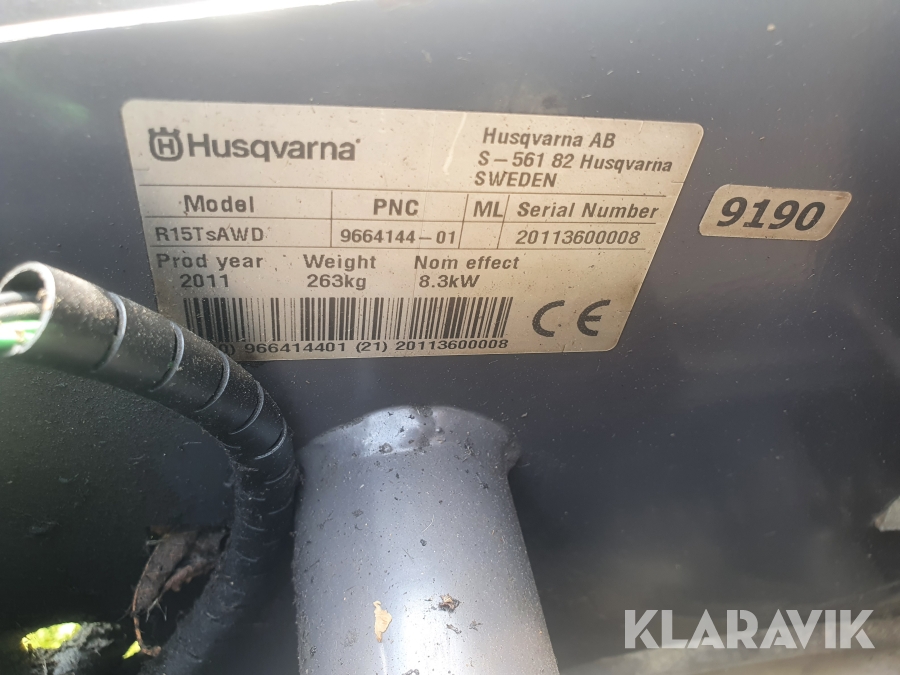 Husqvarna
Husqvarna AB
S-561 82 Husqvarna
SWEDEN
Model PNC ML Serial Number
R15TsAWD 9664144-01 20113600008
Prod year Weight Nom effect
2011 263kg 8.3kW
CE
966414401 (21) 20113600008
9190
KLARAVIK